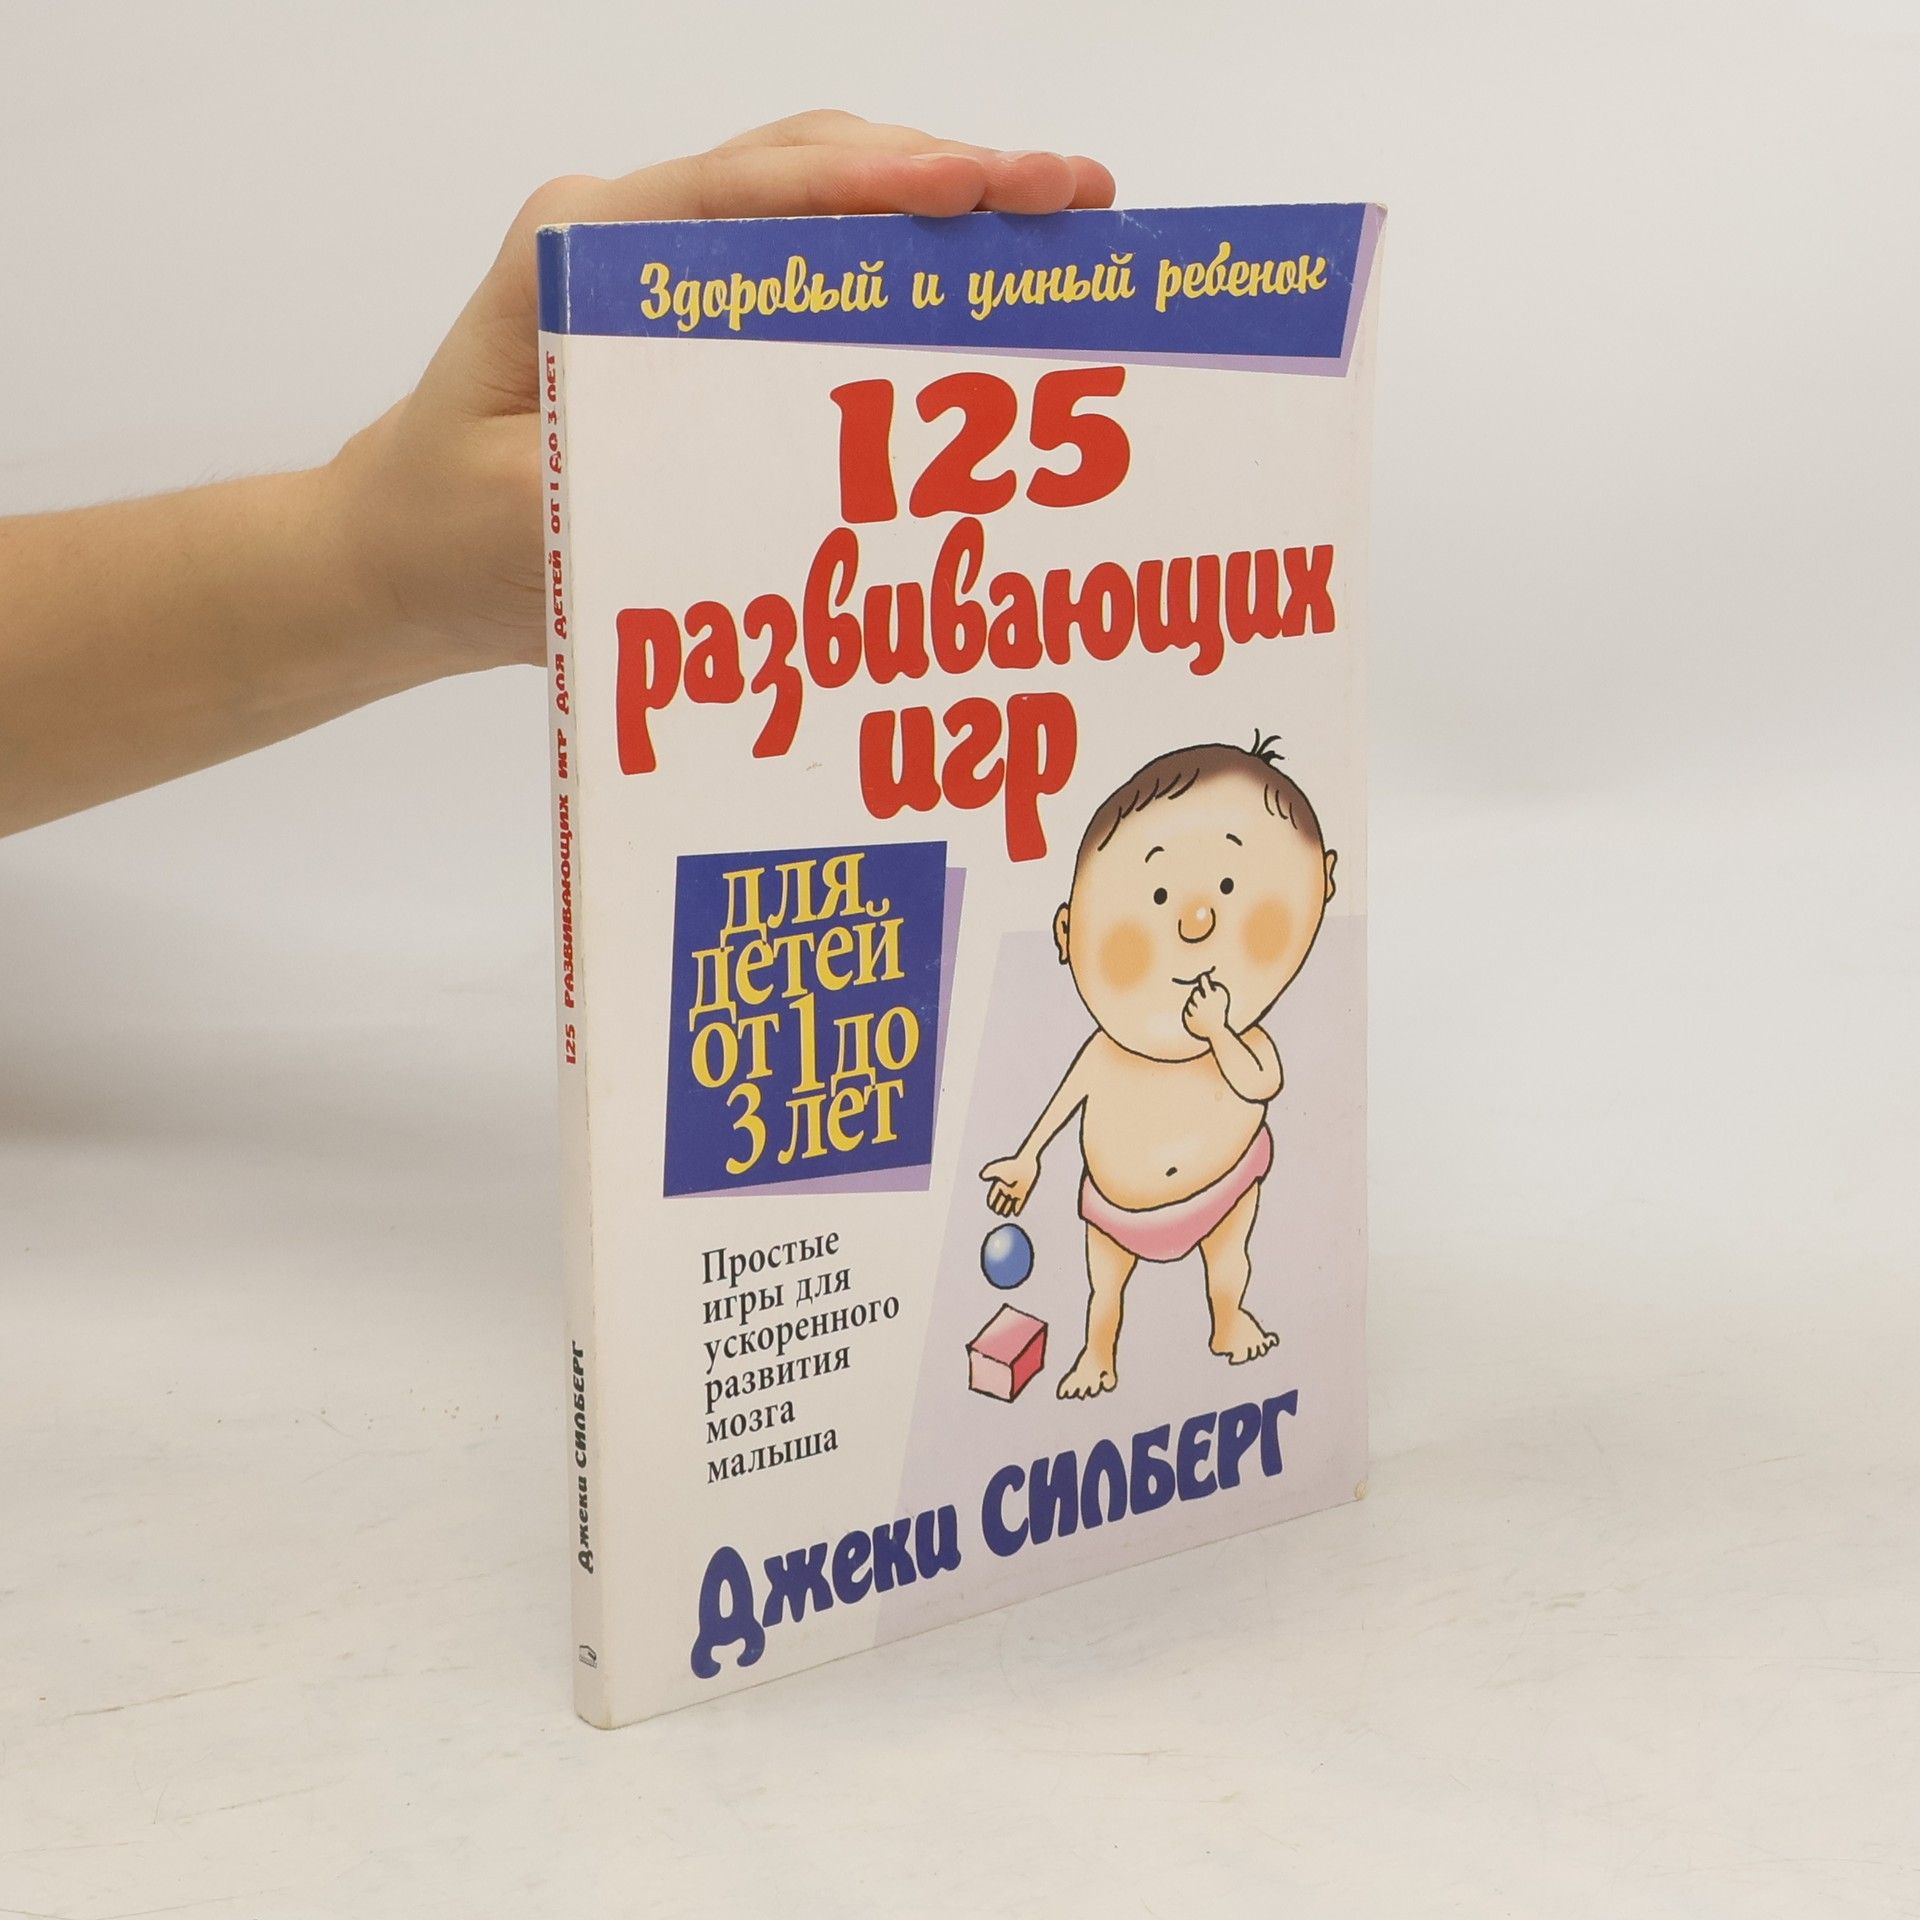 Здоровый и умный ребенок
125
развивающих
игр
для
детей
от 1 до
3 лет
Простые
игры для
ускоренного
развития
мозга
малыша
Джеки СИЛБЕРГ
125 РАЗВИВАЮЩИХ ИГР ДЛЯ ДЕТЕЙ ОТ 1 ДО 3 ЛЕТ
Джеки СИЛБЕРГ